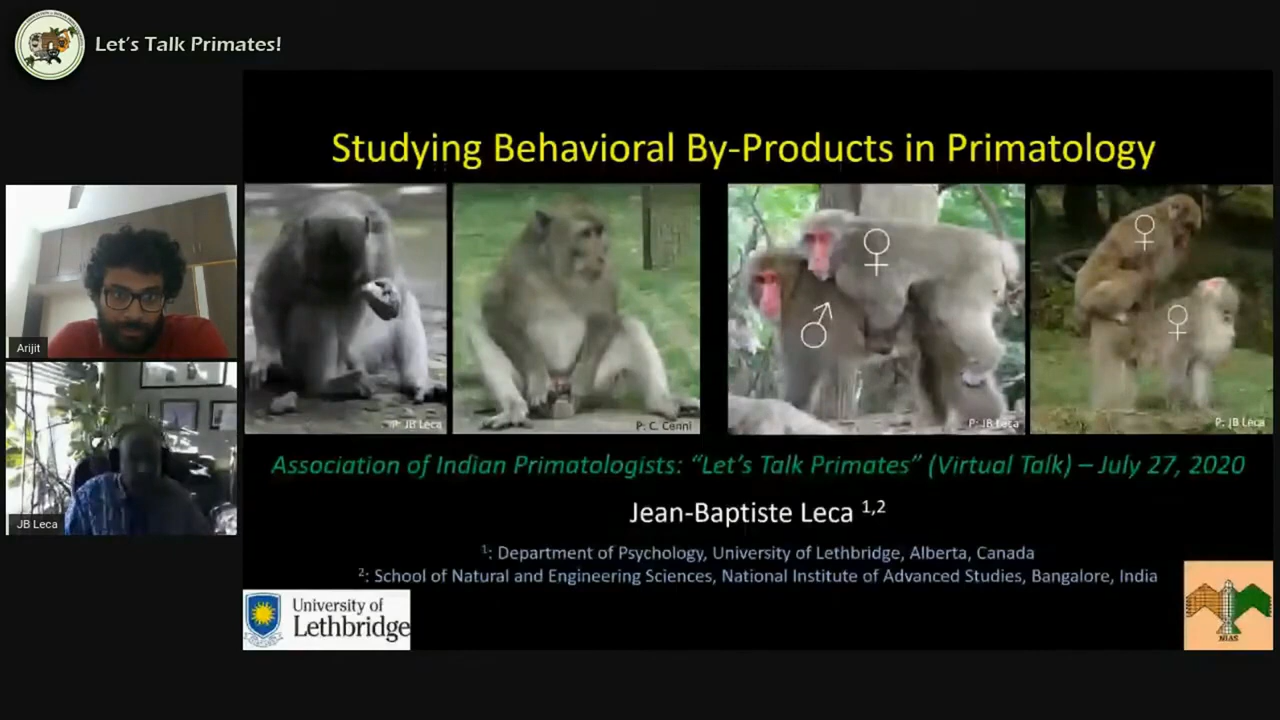 Let's Talk Primates!
Studying Behavioral By-Products in Primatology
Arijit
JB Leca
♀
♂
♀
♀
P: JB Leca
P: C. Cenni
P: JB Leca
P: JB Leca
Association of Indian Primatologists: “Let’s Talk Primates” (Virtual Talk) – July 27, 2020
Jean-Baptiste Leca 1,2
1: Department of Psychology, University of Lethbridge, Alberta, Canada
2: School of Natural and Engineering Sciences, National Institute of Advanced Studies, Bangalore, India
University of
Lethbridge
NIAS